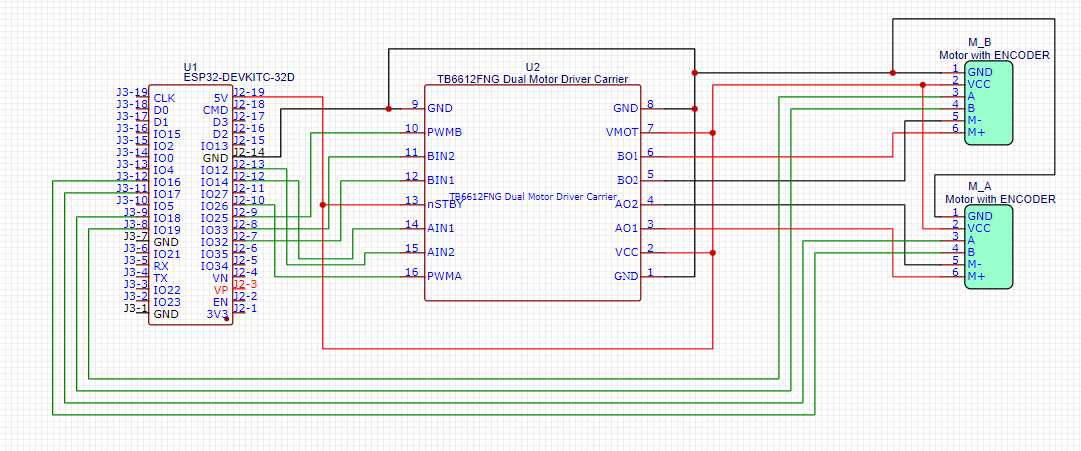 U1
ESP32-DEVKITC-32D
J3-19 CLK 5V J2-19
J3-18 D0 CMD J2-18
J3-17 D1 D3 J2-17
J3-16 IO15 D2 J2-16
J3-15 IO2 IO13 J2-15
J3-14 IO0 GND J2-14
J3-13 IO4 IO12 J2-13
J3-12 IO16 IO14 J2-12
J3-11 IO17 IO27 J2-11
J3-10 IO5 IO26 J2-10
J3-9 IO18 IO25 J2-9
J3-8 IO19 IO33 J2-8
J3-7 GND IO32 J2-7
J3-6 IO21 IO35 J2-6
J3-5 RX IO34 J2-5
J3-4 TX VN J2-4
J3-3 IO22 VP J2-3
J3-2 IO23 EN J2-2
J3-1 GND 3V3 J2-1
U2
TB6612FNG Dual Motor Driver Carrier
9 GND GND 8
10 PWMB VMOT 7
11 BIN2 BO1 6
12 BIN1 BO2 5
TB6612FNG Dual Motor Driver Carrier
13 nSTBY AO2 4
14 AIN1 AO1 3
15 AIN2 VCC 2
16 PWMA GND 1
M_B
Motor with ENCODER
1 GND
2 VCC
3 A
4 B
5 M-
6 M+
M_A
Motor with ENCODER
1 GND
2 VCC
3 A
4 B
5 M-
6 M+